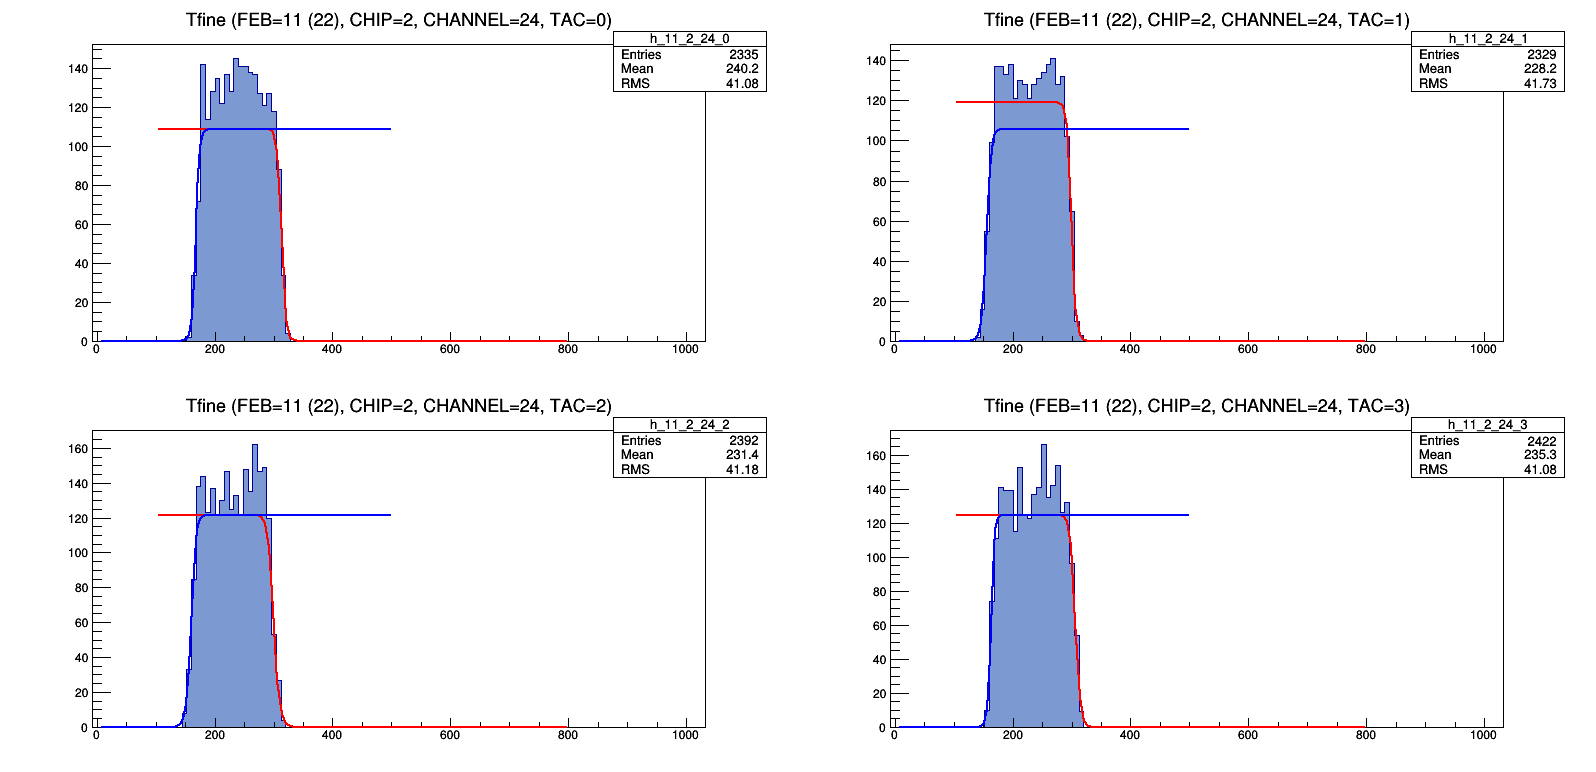 Tfine (FEB=11 (22), CHIP=2, CHANNEL=24, TAC=0)
h_11_2_24_0
Entries 2335
Mean 240.2
RMS 41.08
140
120
100
80
60
40
20
0
0 200 400 600 800 1000
Tfine (FEB=11 (22), CHIP=2, CHANNEL=24, TAC=1)
h_11_2_24_1
Entries 2329
Mean 228.2
RMS 41.73
140
120
100
80
60
40
20
0
0 200 400 600 800 1000
Tfine (FEB=11 (22), CHIP=2, CHANNEL=24, TAC=2)
h_11_2_24_2
Entries 2392
Mean 231.4
RMS 41.18
160
140
120
100
80
60
40
20
0
0 200 400 600 800 1000
Tfine (FEB=11 (22), CHIP=2, CHANNEL=24, TAC=3)
h_11_2_24_3
Entries 2422
Mean 235.3
RMS 41.08
160
140
120
100
80
60
40
20
0
0 200 400 600 800 1000